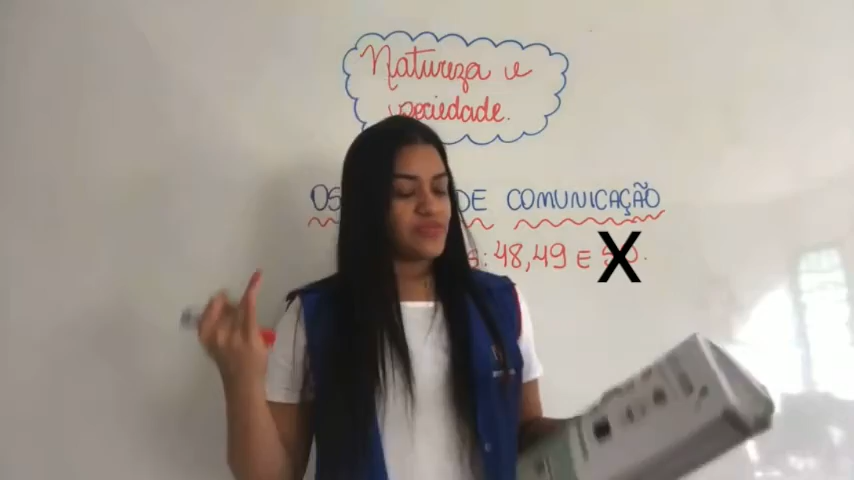 Natureza e
sociedade.
OS DE COMUNICAÇÃO
: 48,49 E
X